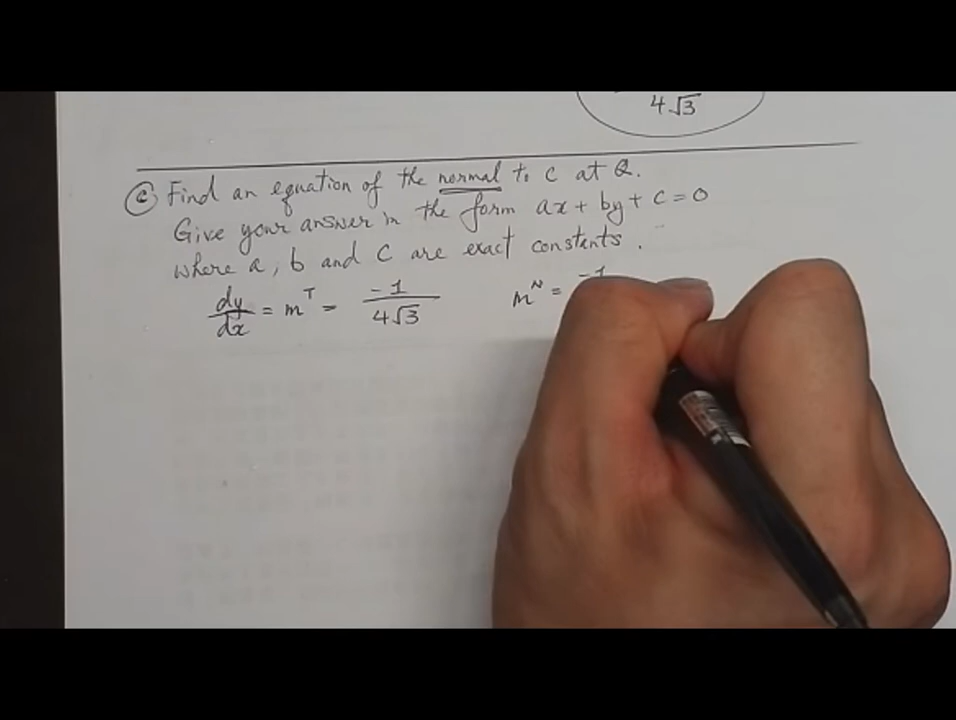 4√3
(c) Find an equation of the normal to C at Q.
Give your answer in the form ax + by + c = 0
where a, b and c are exact constants.
dy/dx = m^T = -1/4√3 m^N = -1